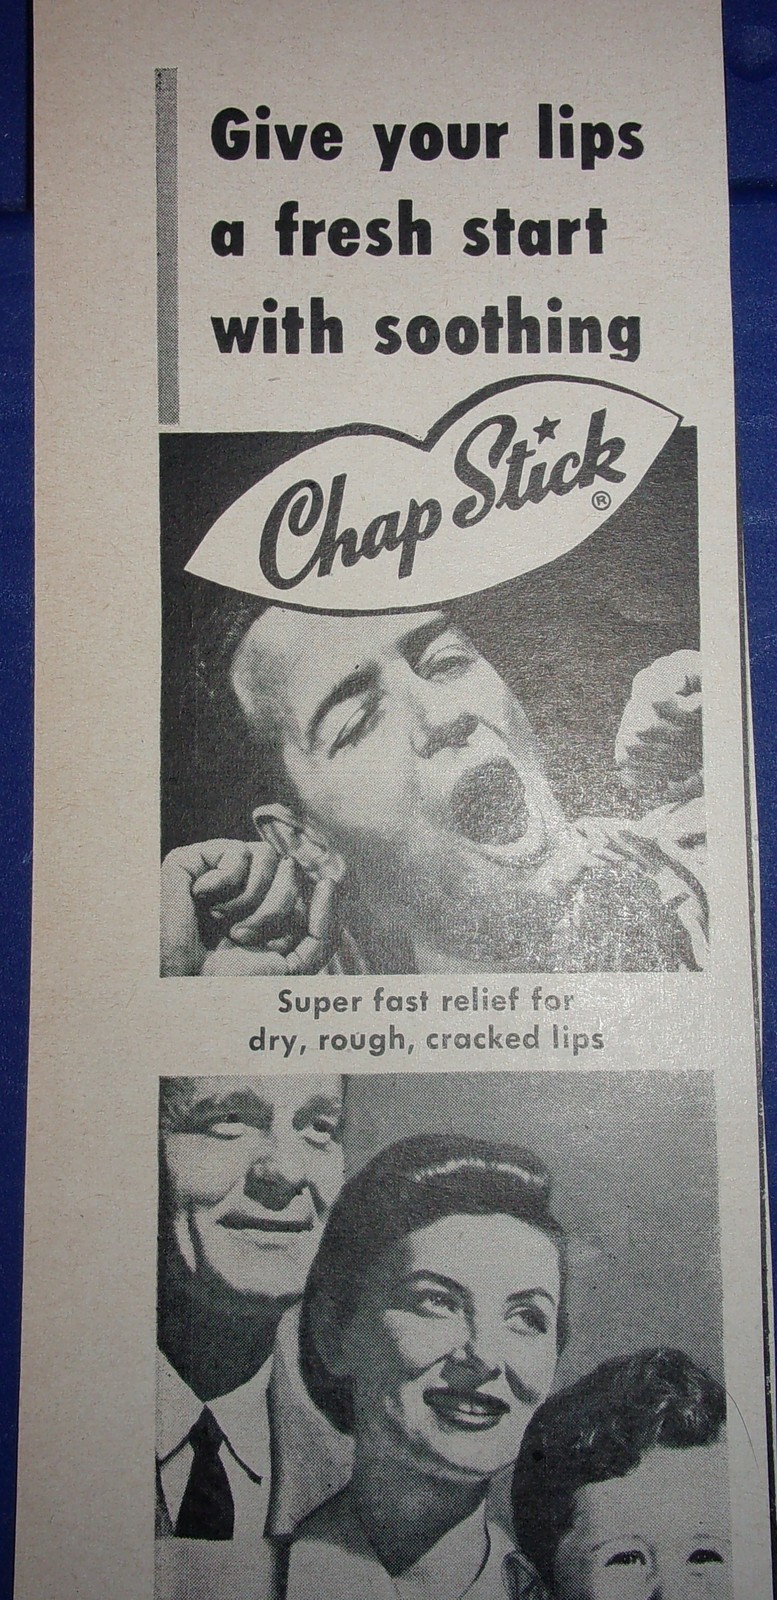 Give your lips
a fresh start
with soothing
Chap Stick ®
Super fast relief for
dry, rough, cracked lips